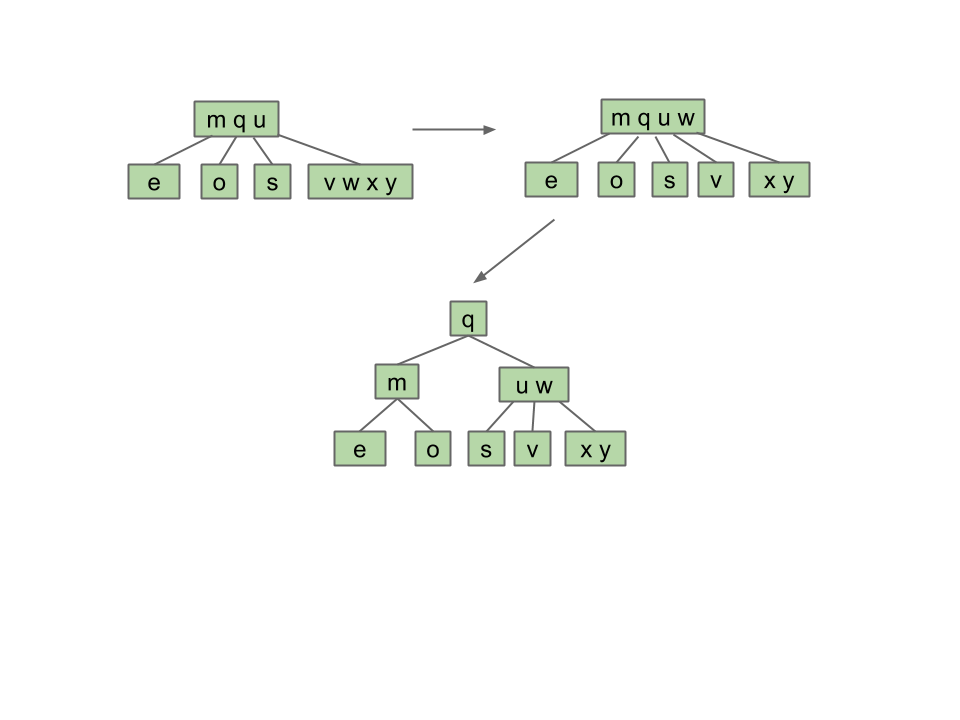 m q u
e o s v w x y
m q u w
e o s v x y
q
m u w
e o s v x y